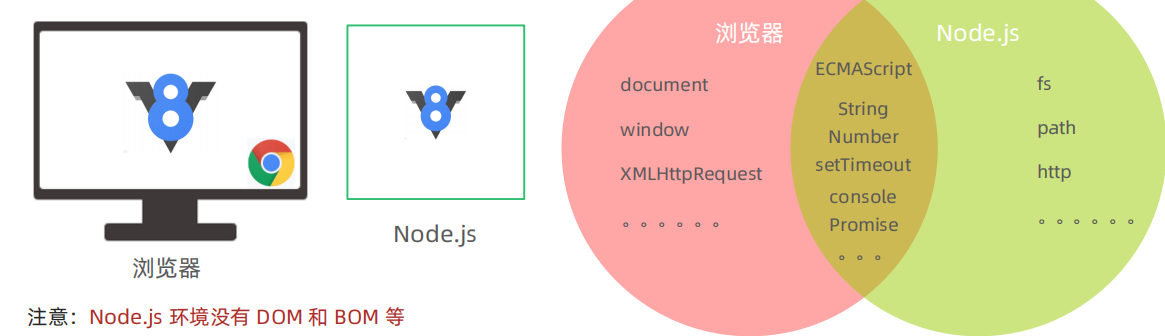 浏览器
Node.js
注意：Node.js 环境没有 DOM 和 BOM 等
浏览器
document
window
XMLHttpRequest
。。。。。。
ECMAScript
String
Number
setTimeout
console
Promise
。。。
Node.js
fs
path
http
。。。。。。